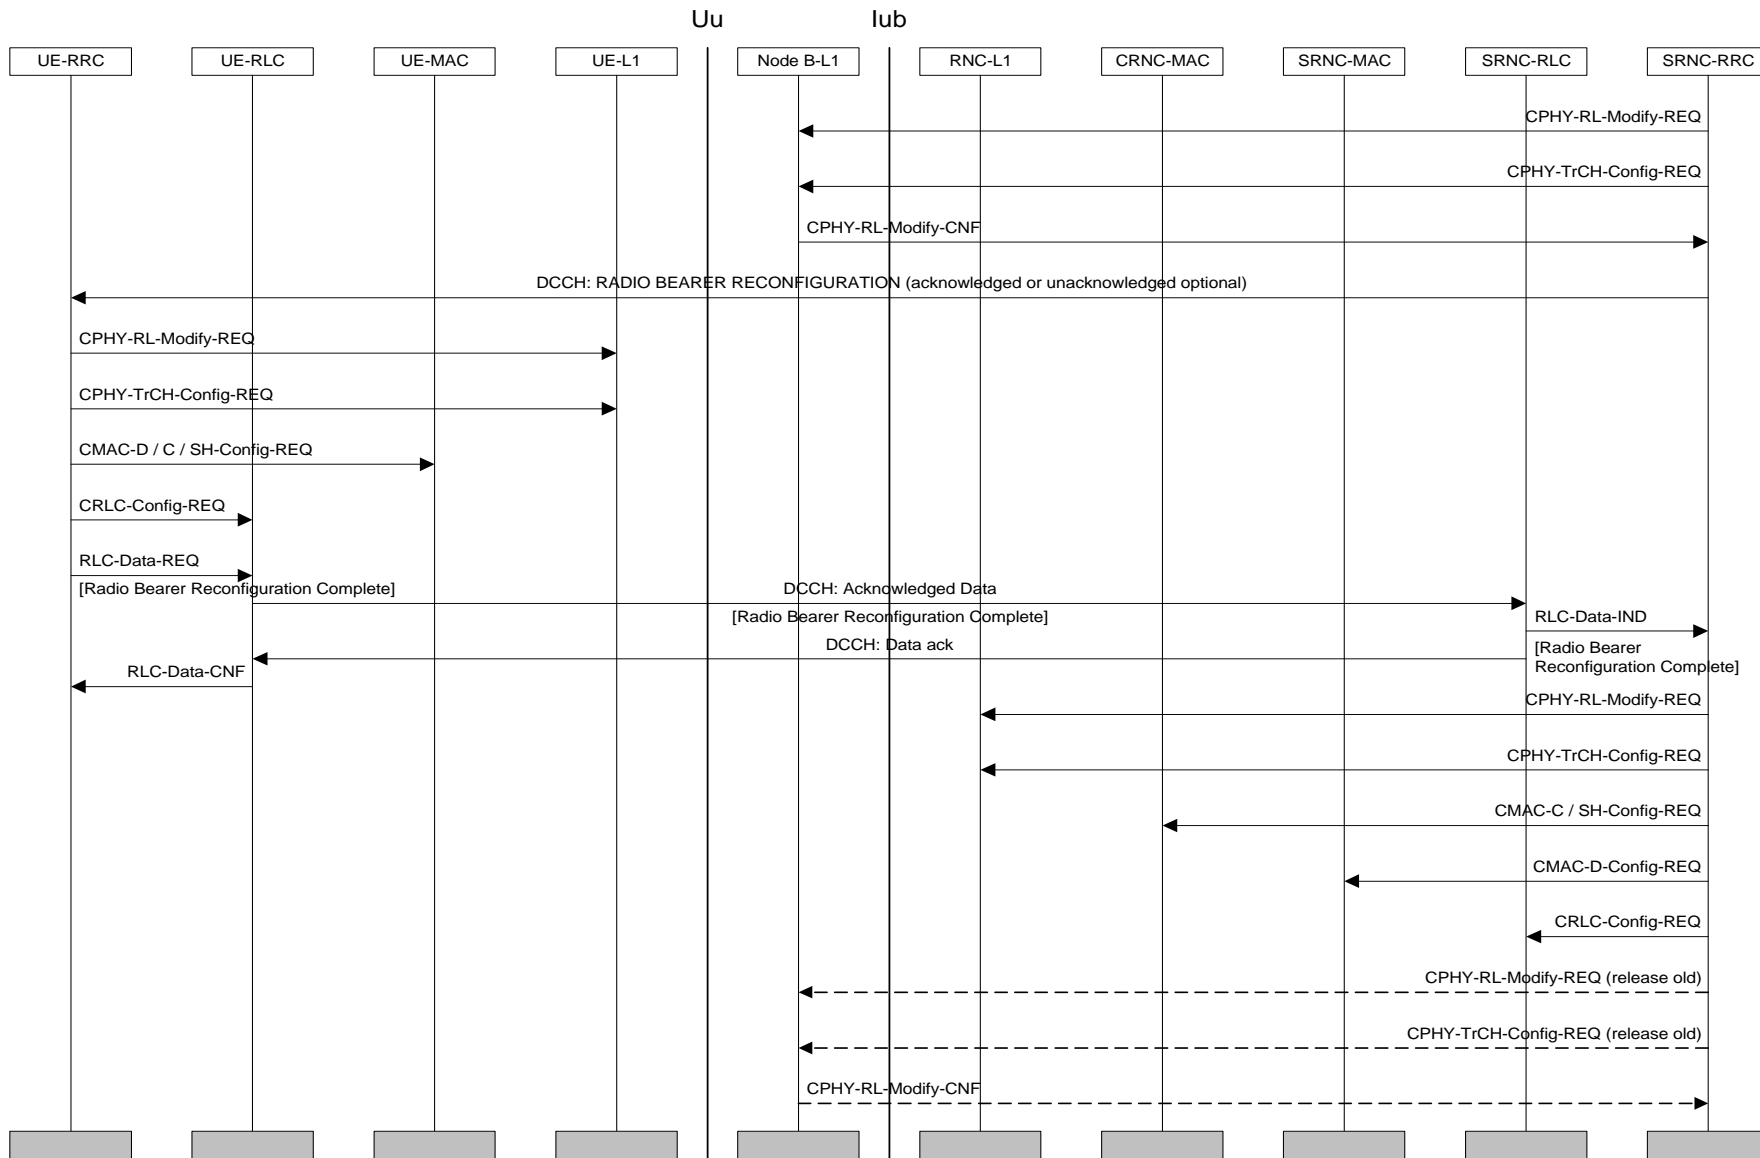 Uu Iub
UE-RRC UE-RLC UE-MAC UE-L1 Node B-L1 RNC-L1 CRNC-MAC SRNC-MAC SRNC-RLC SRNC-RRC
CPHY-RL-Modify-REQ
CPHY-TrCH-Config-REQ
CPHY-RL-Modify-CNF
DCCH: RADIO BEARER RECONFIGURATION (acknowledged or unacknowledged optional)
CPHY-RL-Modify-REQ
CPHY-TrCH-Config-REQ
CMAC-D / C / SH-Config-REQ
CRLC-Config-REQ
RLC-Data-REQ
[Radio Bearer Reconfiguration Complete]
DCCH: Acknowledged Data
[Radio Bearer Reconfiguration Complete]
RLC-Data-IND
[Radio Bearer
Reconfiguration Complete]
DCCH: Data ack
RLC-Data-CNF
CPHY-RL-Modify-REQ
CPHY-TrCH-Config-REQ
CMAC-C / SH-Config-REQ
CMAC-D-Config-REQ
CRLC-Config-REQ
CPHY-RL-Modify-REQ (release old)
CPHY-TrCH-Config-REQ (release old)
CPHY-RL-Modify-CNF